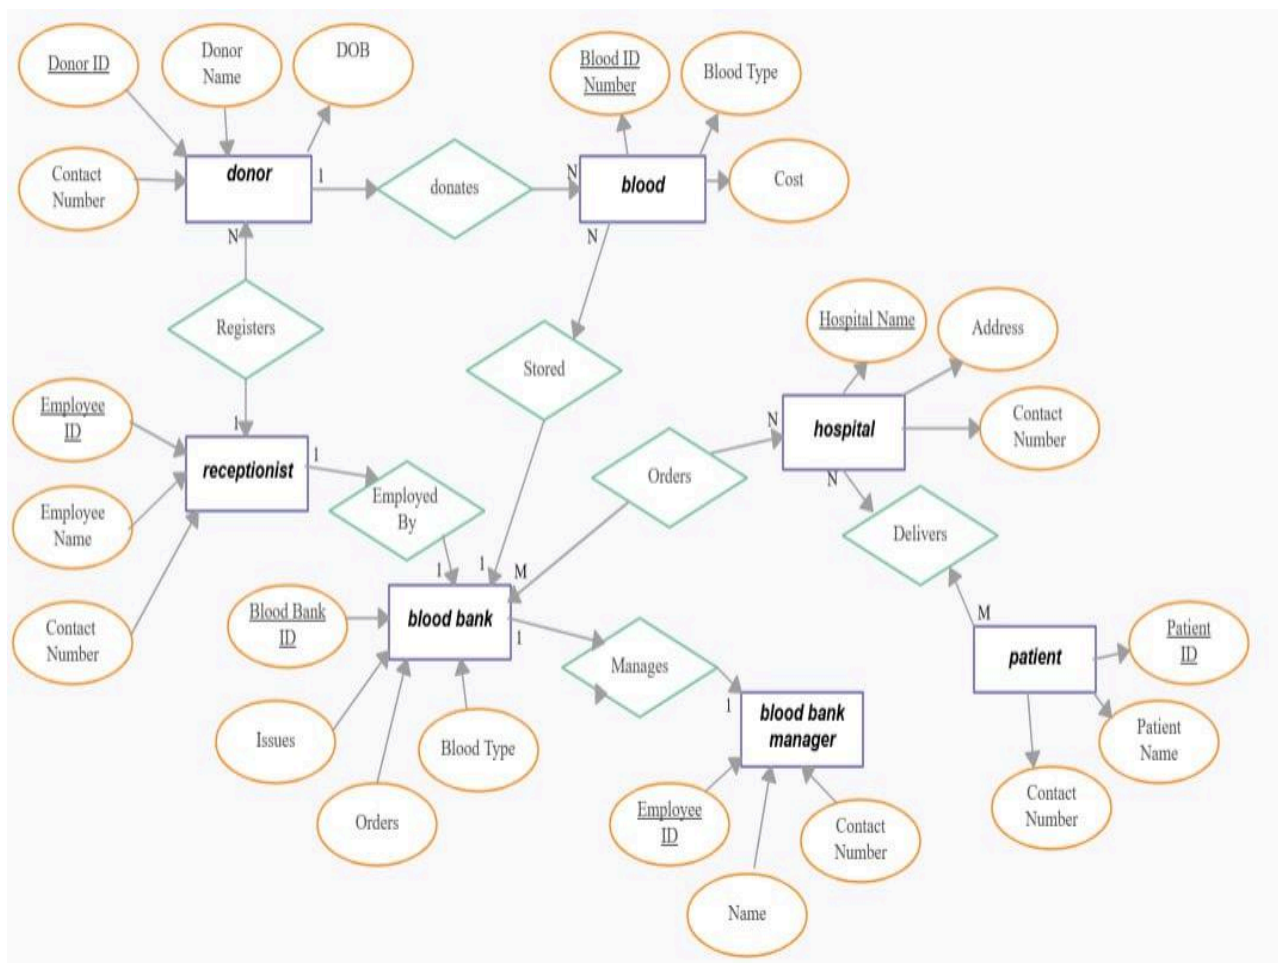 Donor ID
Donor
Name
DOB
Blood ID
Number
Blood Type
Contact
Number
donor
1
donates
N
blood
Cost
N
N
Registers
Hospital Name
Address
Stored
Employee
ID
1
N
hospital
Contact
Number
receptionist
1
Orders
N
Employee
Name
Employed
By
Delivers
1
1
M
Blood Bank
ID
blood bank
1
M
Contact
Number
Manages
patient
Patient
ID
Issues
Blood Type
1
blood bank
manager
Patient
Name
Orders
Employee
ID
Contact
Number
Contact
Number
Name